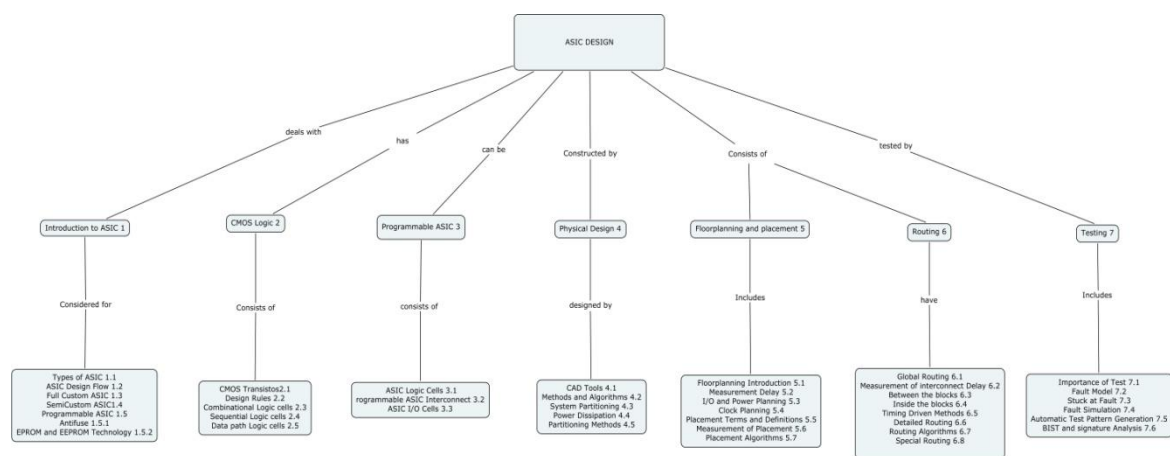 ASIC DESIGN
deals with
has
can be
Constructed by
Consists of
tested by
Introduction to ASIC 1
CMOS Logic 2
Programmable ASIC 3
Physical Design 4
Floorplanning and placement 5
Routing 6
Testing 7
Considered for
Consists of
consists of
designed by
Includes
have
Includes
Types of ASIC 1.1
ASIC Design Flow 1.2
Full Custom ASIC 1.3
SemiCustom ASIC1.4
Programmable ASIC 1.5
Antifuse 1.5.1
EPROM and EEPROM Technology 1.5.2
CMOS Transistos2.1
Design Rules 2.2
Combinational Logic cells 2.3
Sequential Logic cells 2.4
Data path Logic cells 2.5
ASIC Logic Cells 3.1
rogrammable ASIC Interconnect 3.2
ASIC I/O Cells 3.3
CAD Tools 4.1
Methods and Algorithms 4.2
System Partitioning 4.3
Power Dissipation 4.4
Partitioning Methods 4.5
Floorplanning Introduction 5.1
Measurement Delay 5.2
I/O and Power Planning 5.3
Clock Planning 5.4
Placement Terms and Definitions 5.5
Measurement of Placement 5.6
Placement Algorithms 5.7
Global Routing 6.1
Measurement of interconnect Delay 6.2
Between the blocks 6.3
Inside the blocks 6.4
Timing Driven Methods 6.5
Detailed Routing 6.6
Routing Algorithms 6.7
Special Routing 6.8
Importance of Test 7.1
Fault Model 7.2
Stuck at Fault 7.3
Fault Simulation 7.4
Automatic Test Pattern Generation 7.5
BIST and signature Analysis 7.6